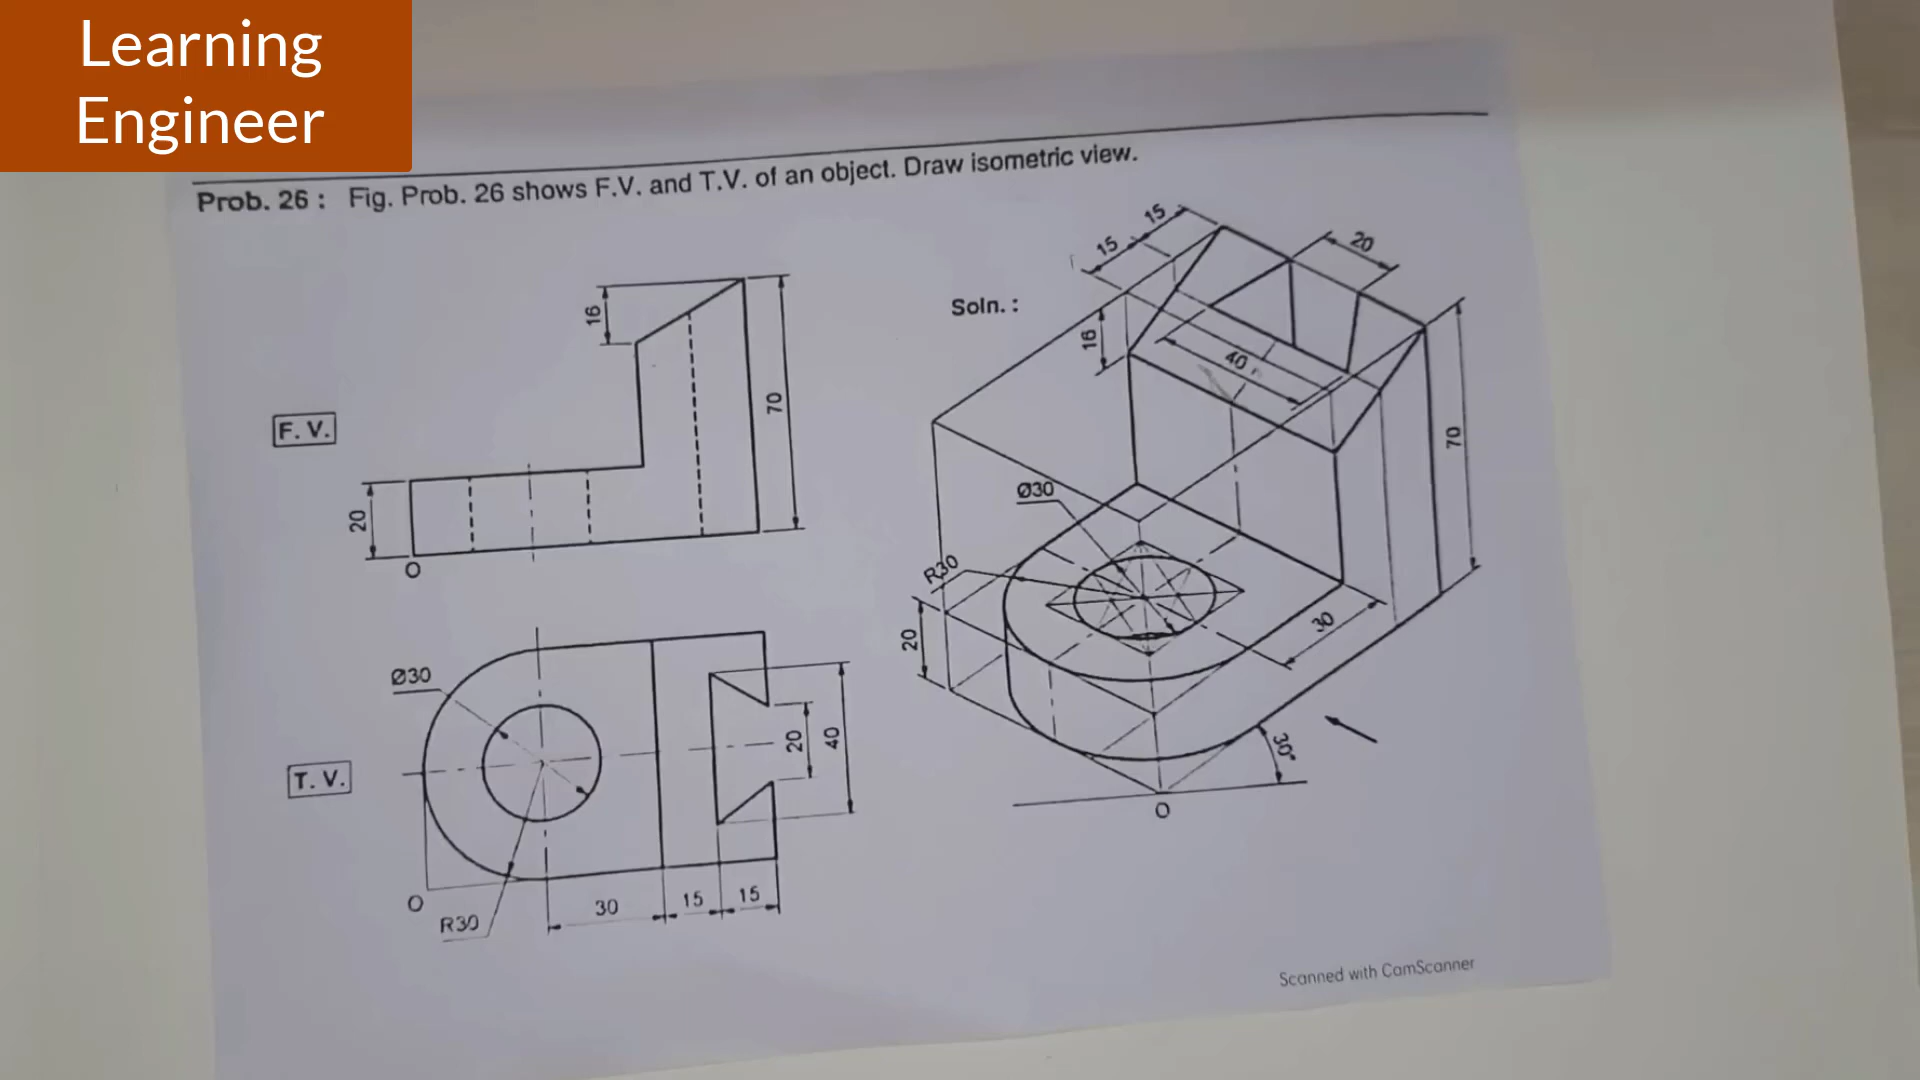 Learning
Engineer
Prob. 26 : Fig. Prob. 26 shows F.V. and T.V. of an object. Draw isometric view.
15
15
20
Soln. :
16
16
40
70
70
F. V.
Ø30
20
O
R30
20
30
30°
O
Ø30
20
40
T. V.
O
R30
30
15
15
Scanned with CamScanner